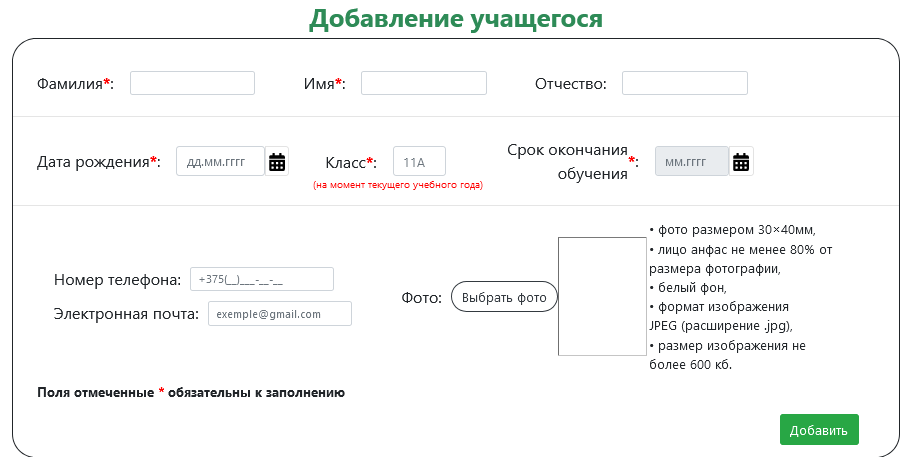 Добавление учащегося
Фамилия*:
Имя*:
Отчество:
Дата рождения*:
дд.мм.гггг
Класс*:
11А
(на момент текущего учебного года)
Срок окончания
обучения*:
мм.гггг
Номер телефона:
+375(__)___-__-__
Электронная почта:
exemple@gmail.com
Фото:
Выбрать фото
• фото размером 30×40мм,
• лицо анфас не менее 80% от
размера фотографии,
• белый фон,
• формат изображения
JPEG (расширение .jpg),
• размер изображения не
более 600 кб.
Поля отмеченные * обязательны к заполнению
Добавить